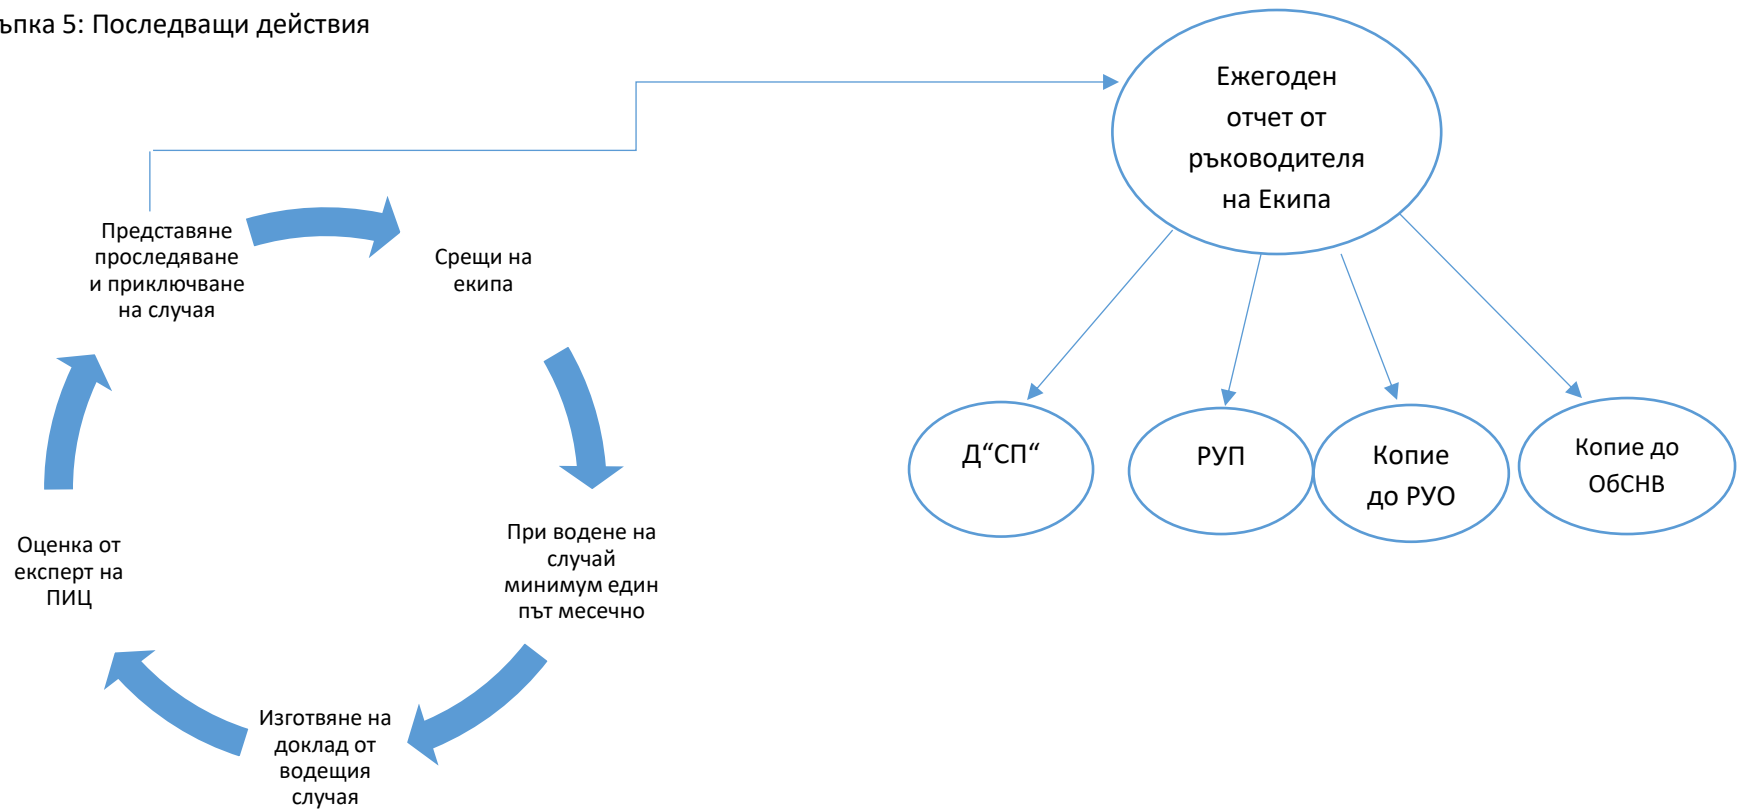 ъпка 5: Последващи действия
Ежегоден
отчет от
ръководителя
на Екипа
Представяне
проследяване
и приключване
на случая
Срещи на
екипа
При водене на
случай
минимум един
път месечно
Изготвяне на
доклад от
водещия
случая
Оценка от
експерт на
ПИЦ
Д“СП“
РУП
Копие
до РУО
Копие до
ОбСНВ